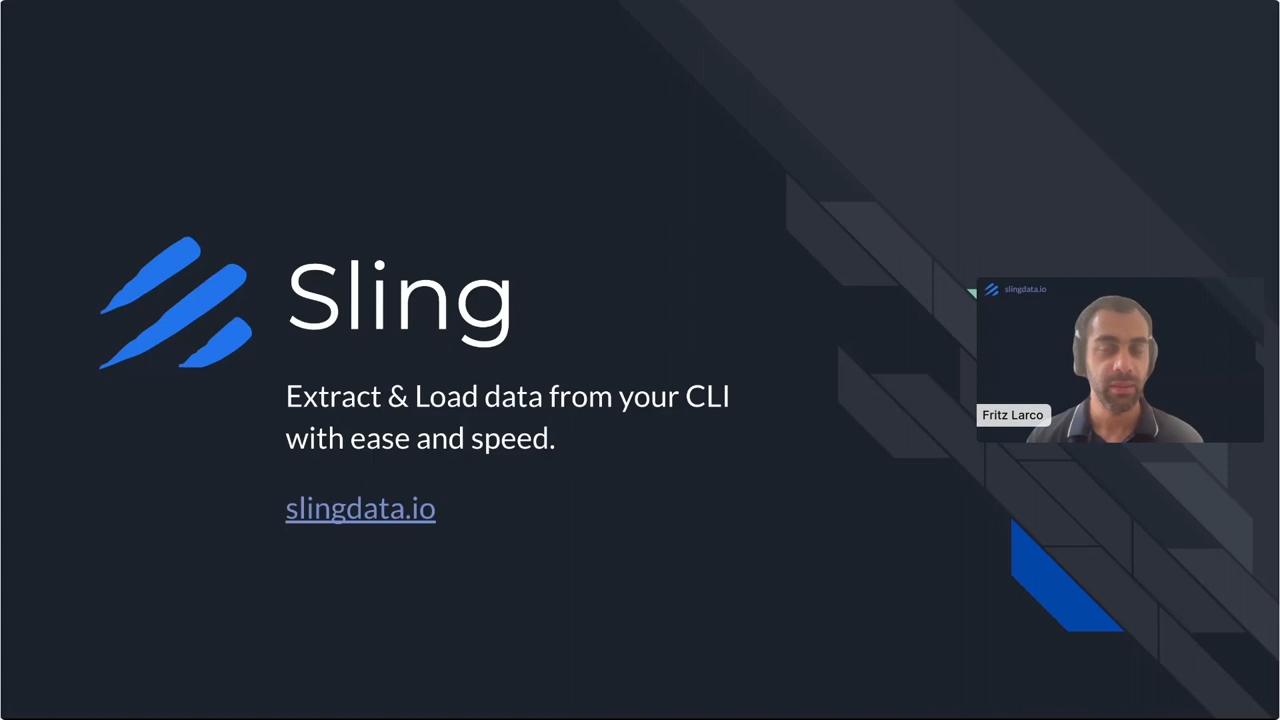 Sling
Extract & Load data from your CLI
with ease and speed.
slingdata.io
slingdata.io
Fritz Larco